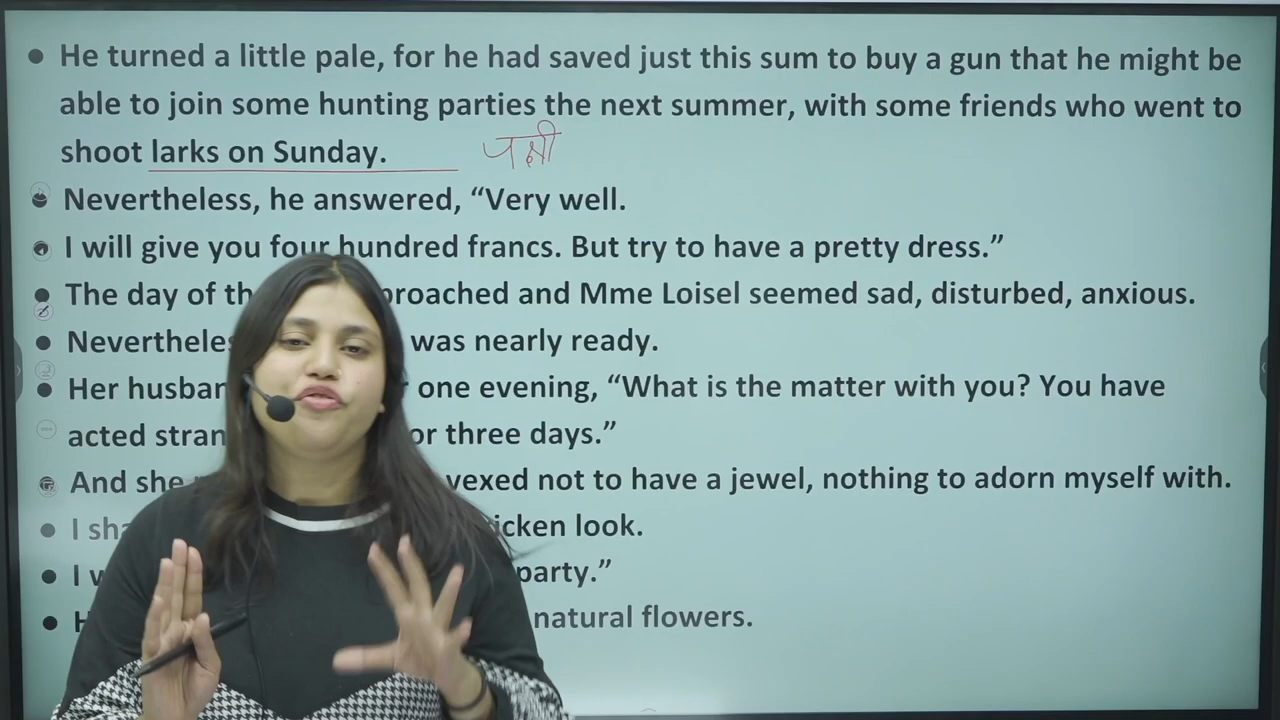 He turned a little pale, for he had saved just this sum to buy a gun that he might be
able to join some hunting parties the next summer, with some friends who went to
shoot larks on Sunday. पक्षी
Nevertheless, he answered, “Very well.
I will give you four hundred francs. But try to have a pretty dress.”
The day of th proached and Mme Loisel seemed sad, disturbed, anxious.
Nevertheles was nearly ready.
Her husban one evening, “What is the matter with you? You have
acted stran or three days.”
And she vexed not to have a jewel, nothing to adorn myself with.
I sha icken look.
I w party.”
H natural flowers.